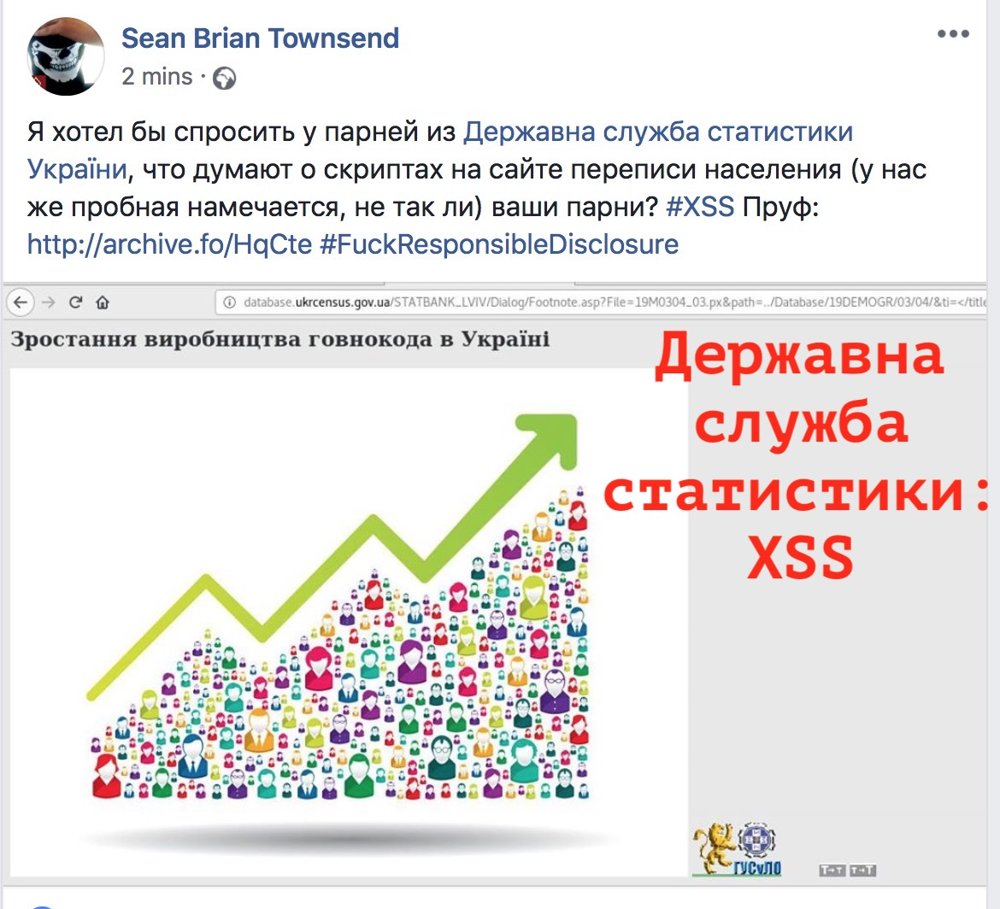 Sean Brian Townsend
2 mins ·
Я хотел бы спросить у парней из Державна служба статистики
України, что думают о скриптах на сайте переписи населения (у нас
же пробная намечается, не так ли) ваши парни? #XSS Пруф:
http://archive.fo/HqCte #FuckResponsibleDisclosure
database.ukrcensus.gov.ua/STATBANK_LVIV/Dialog/Footnote.asp?File=19M0304_03.px&path=../Database/19DEMOGR/03/04/&ti=</title
Зростання виробництва говнокода в Україні
Державна
служба
статистики:
XSS
ГУСуЛО
T→T T→T